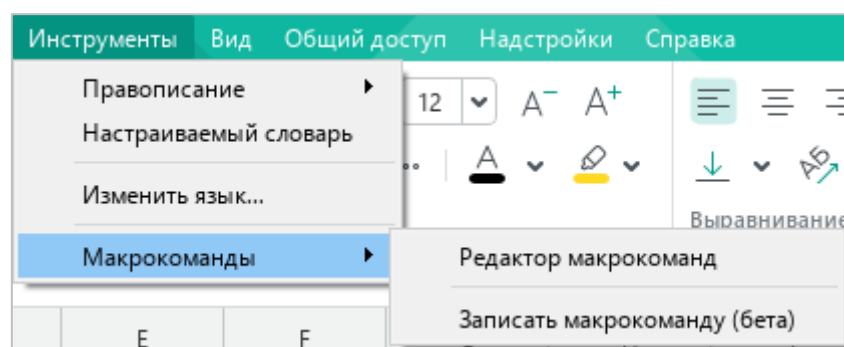 Инструменты Вид Общий доступ Надстройки Справка
Правописание
12 A⁻ A⁺
Настраиваемый словарь
A АБ
Изменить язык...
Выравнивание
Макрокоманды
Редактор макрокоманд
Записать макрокоманду (бета)
E F